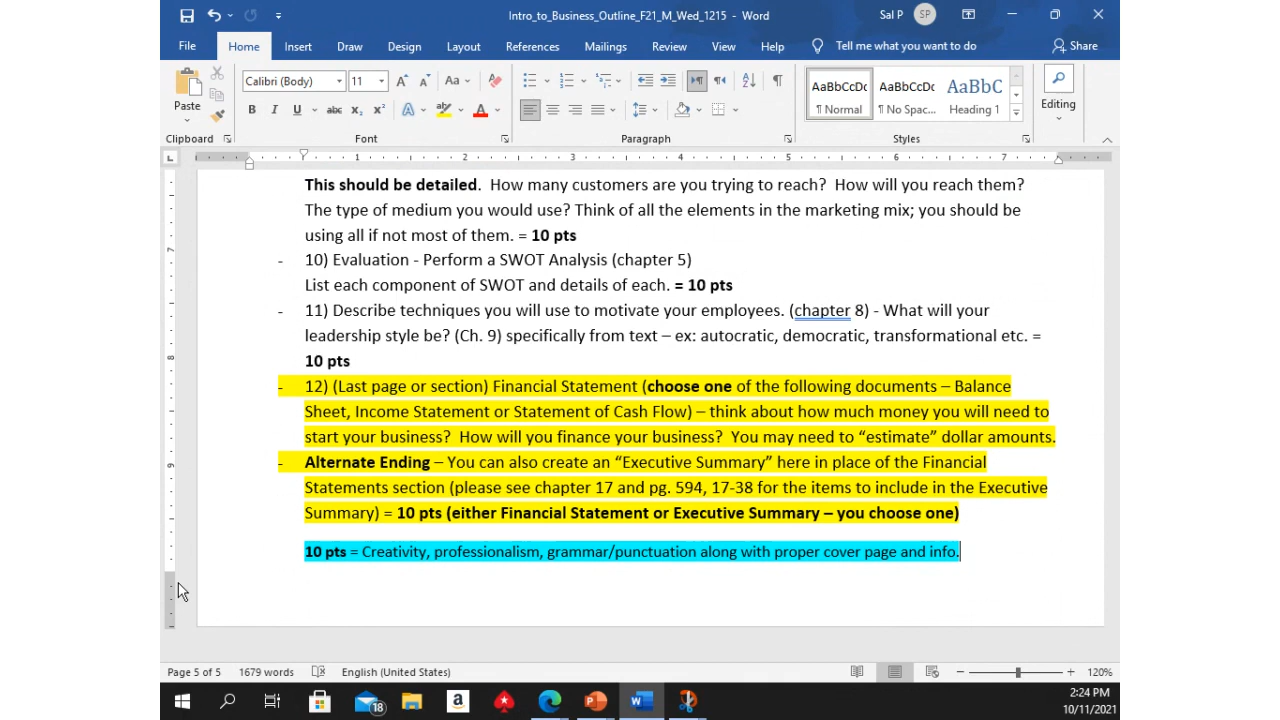 Intro_to_Business_Outline_F21_M_Wed_1215 - Word
Sal P
SP
File Home Insert Draw Design Layout References Mailings Review View Help Tell me what you want to do Share
Paste
Calibri (Body) 11
AaBbCcDc AaBbCcDc AaBbC
¶ Normal ¶ No Spac... Heading 1
Editing
Clipboard Font Paragraph Styles
1 2 3 4 5 6 7
This should be detailed. How many customers are you trying to reach? How will you reach them?
The type of medium you would use? Think of all the elements in the marketing mix; you should be
using all if not most of them. = 10 pts
- 10) Evaluation - Perform a SWOT Analysis (chapter 5)
List each component of SWOT and details of each. = 10 pts
- 11) Describe techniques you will use to motivate your employees. (chapter 8) - What will your
leadership style be? (Ch. 9) specifically from text – ex: autocratic, democratic, transformational etc. =
10 pts
- 12) (Last page or section) Financial Statement (choose one of the following documents – Balance
Sheet, Income Statement or Statement of Cash Flow) – think about how much money you will need to
start your business? How will you finance your business? You may need to “estimate” dollar amounts.
- Alternate Ending – You can also create an “Executive Summary” here in place of the Financial
Statements section (please see chapter 17 and pg. 594, 17-38 for the items to include in the Executive
Summary) = 10 pts (either Financial Statement or Executive Summary – you choose one)
10 pts = Creativity, professionalism, grammar/punctuation along with proper cover page and info.
Page 5 of 5 1679 words English (United States) 120%
18
2:24 PM
10/11/2021